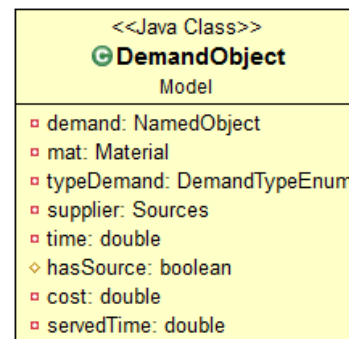 <<Java Class>>
DemandObject
Model
demand: NamedObject
mat: Material
typeDemand: DemandTypeEnum
supplier: Sources
time: double
hasSource: boolean
cost: double
servedTime: double